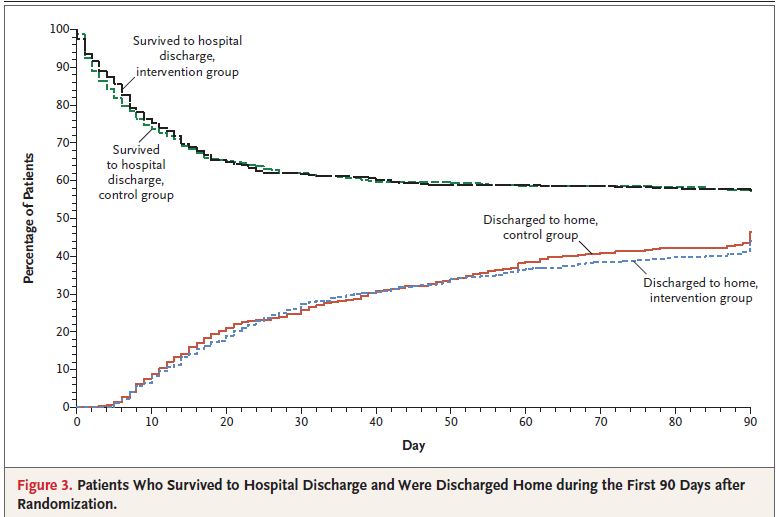 100
90
80
70
60
50
40
30
20
10
0
Percentage of Patients
Survived to hospital
discharge,
intervention group
Survived
to hospital
discharge,
control group
Discharged to home,
control group
Discharged to home,
intervention group
0 10 20 30 40 50 60 70 80 90
Day
Figure 3. Patients Who Survived to Hospital Discharge and Were Discharged Home during the First 90 Days after
Randomization.